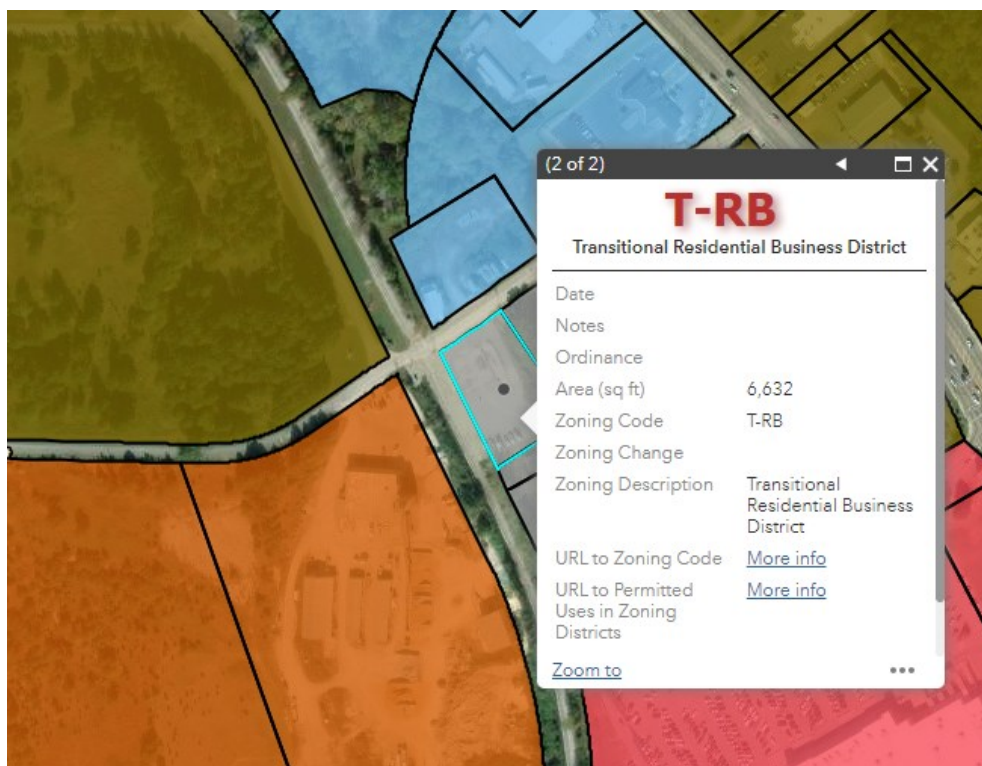 (2 of 2)
T-RB
Transitional Residential Business District
Date
Notes
Ordinance
Area (sq ft) 6,632
Zoning Code T-RB
Zoning Change
Zoning Description Transitional
Residential Business
District
URL to Zoning Code More info
URL to Permitted More info
Uses in Zoning
Districts
Zoom to